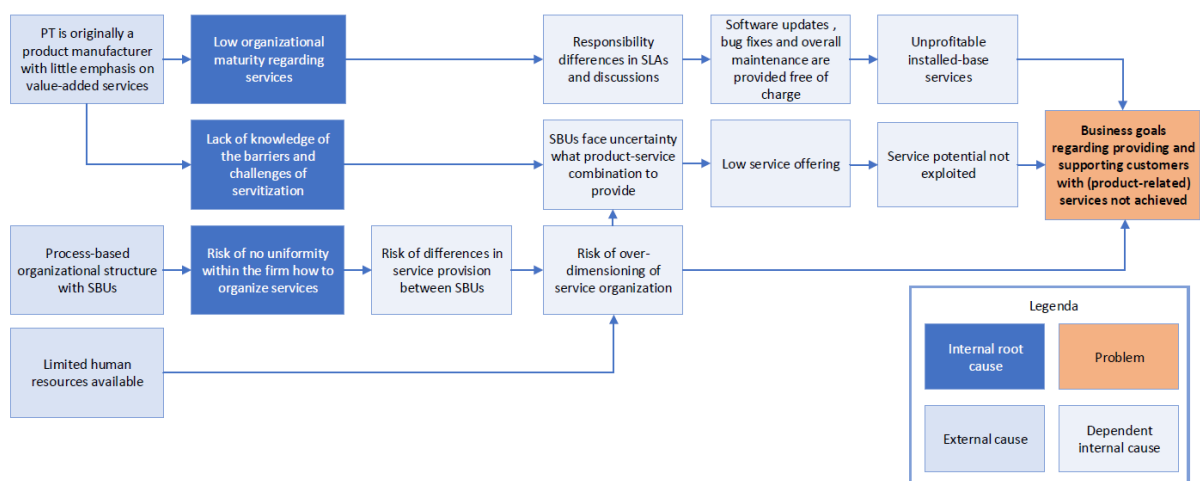 PT is originally a
product manufacturer
with little emphasis on
value-added services
Low organizational
maturity regarding
services
Responsibility
differences in SLAs
and discussions
Software updates ,
bug fixes and overall
maintenance are
provided free of
charge
Unprofitable
installed-base
services
Lack of knowledge of
the barriers and
challenges of
servitization
SBUs face uncertainty
what product-service
combination to
provide
Low service offering
Service potential not
exploited
Business goals
regarding providing and
supporting customers
with (product-related)
services not achieved
Process-based
organizational structure
with SBUs
Risk of no uniformity
within the firm how to
organize services
Risk of differences in
service provision
between SBUs
Risk of over-
dimensioning of
service organization
Limited human
resources available
Legenda
Internal root
cause
Problem
External cause
Dependent
internal cause